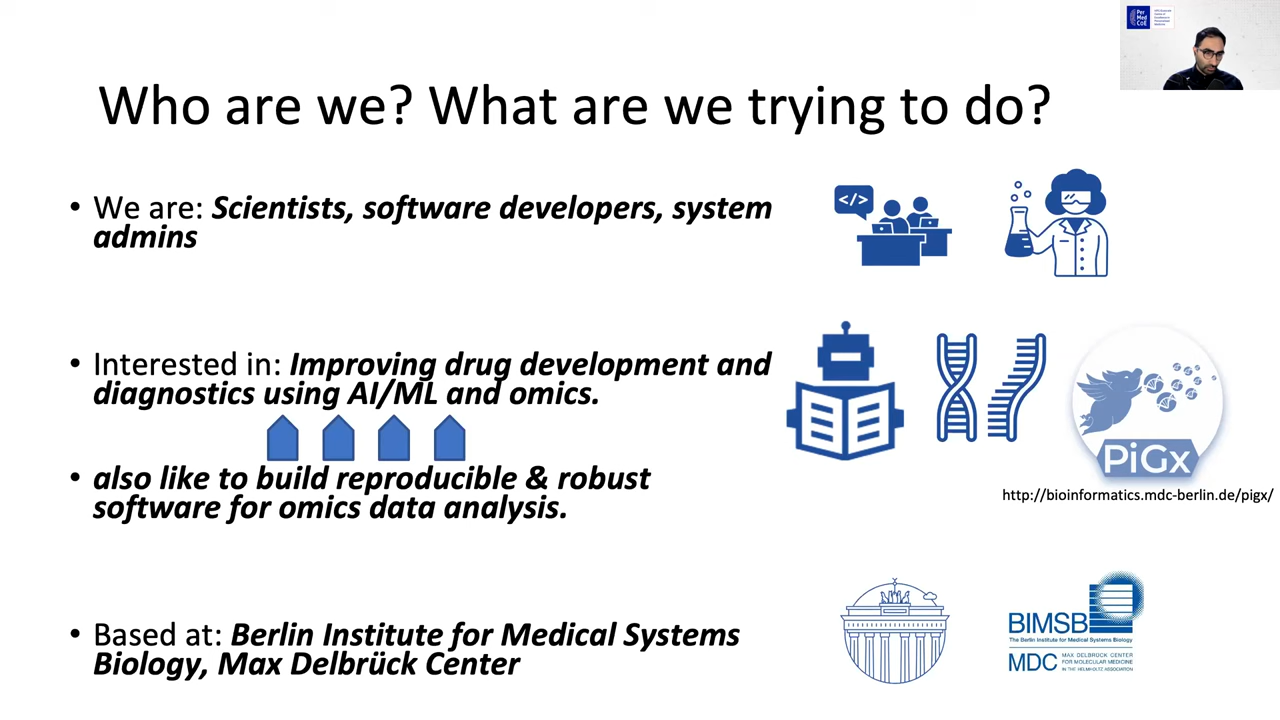 Per
Med
CoE
Who are we? What are we trying to do?
• We are: Scientists, software developers, system
admins
</>
• Interested in: Improving drug development and
diagnostics using AI/ML and omics.
PiGx
http://bioinformatics.mdc-berlin.de/pigx/
• also like to build reproducible & robust
software for omics data analysis.
• Based at: Berlin Institute for Medical Systems
Biology, Max Delbrück Center
BIMSB
The Berlin Institute for Medical Systems Biology
MDC
MAX DELBRÜCK CENTER
FOR MOLECULAR MEDICINE
IN THE HELMHOLTZ ASSOCIATION